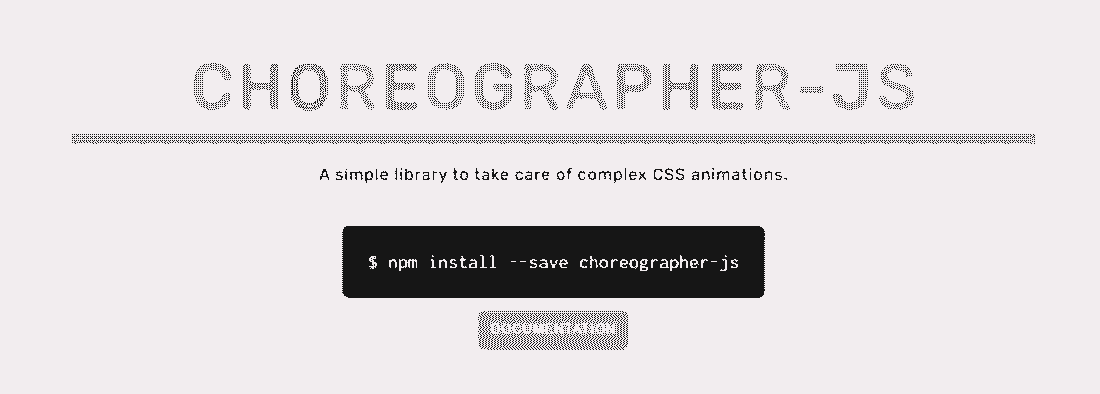 CHOREOGRAPHER-JS
A simple library to take care of complex CSS animations.
$ npm install --save choreographer-js
DOCUMENTATION